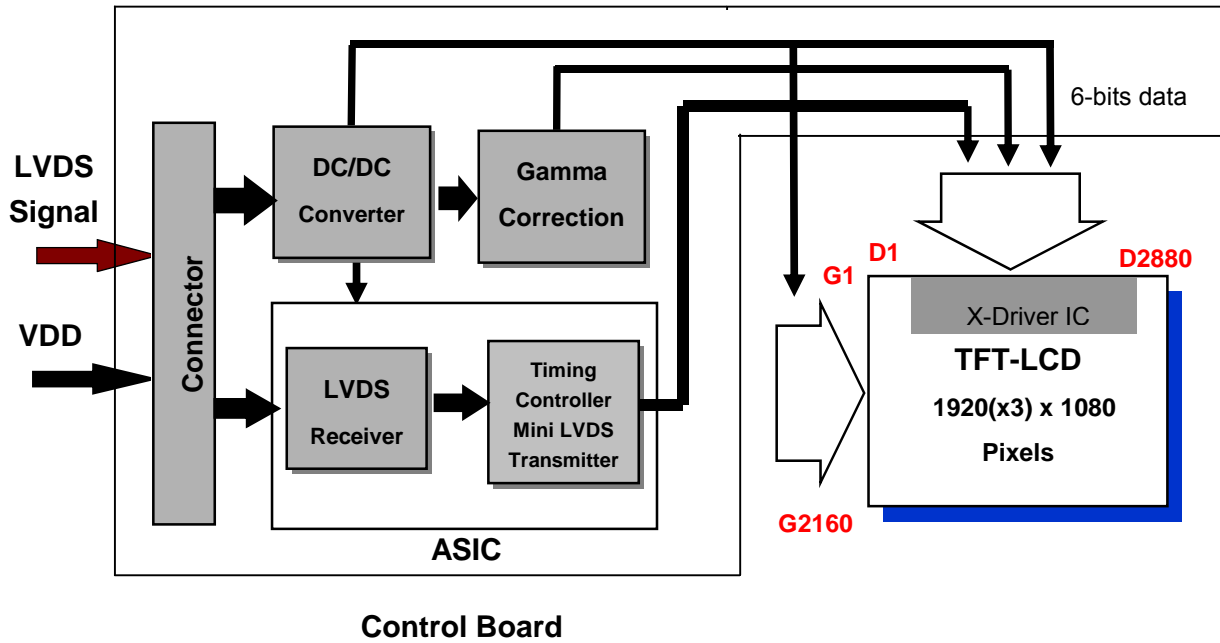 LVDS
Signal
VDD
Connector
DC/DC
Converter
Gamma
Correction
LVDS
Receiver
Timing
Controller
Mini LVDS
Transmitter
ASIC
Control Board
6-bits data
D1
D2880
G1
G2160
X-Driver IC
TFT-LCD
1920(x3) x 1080
Pixels